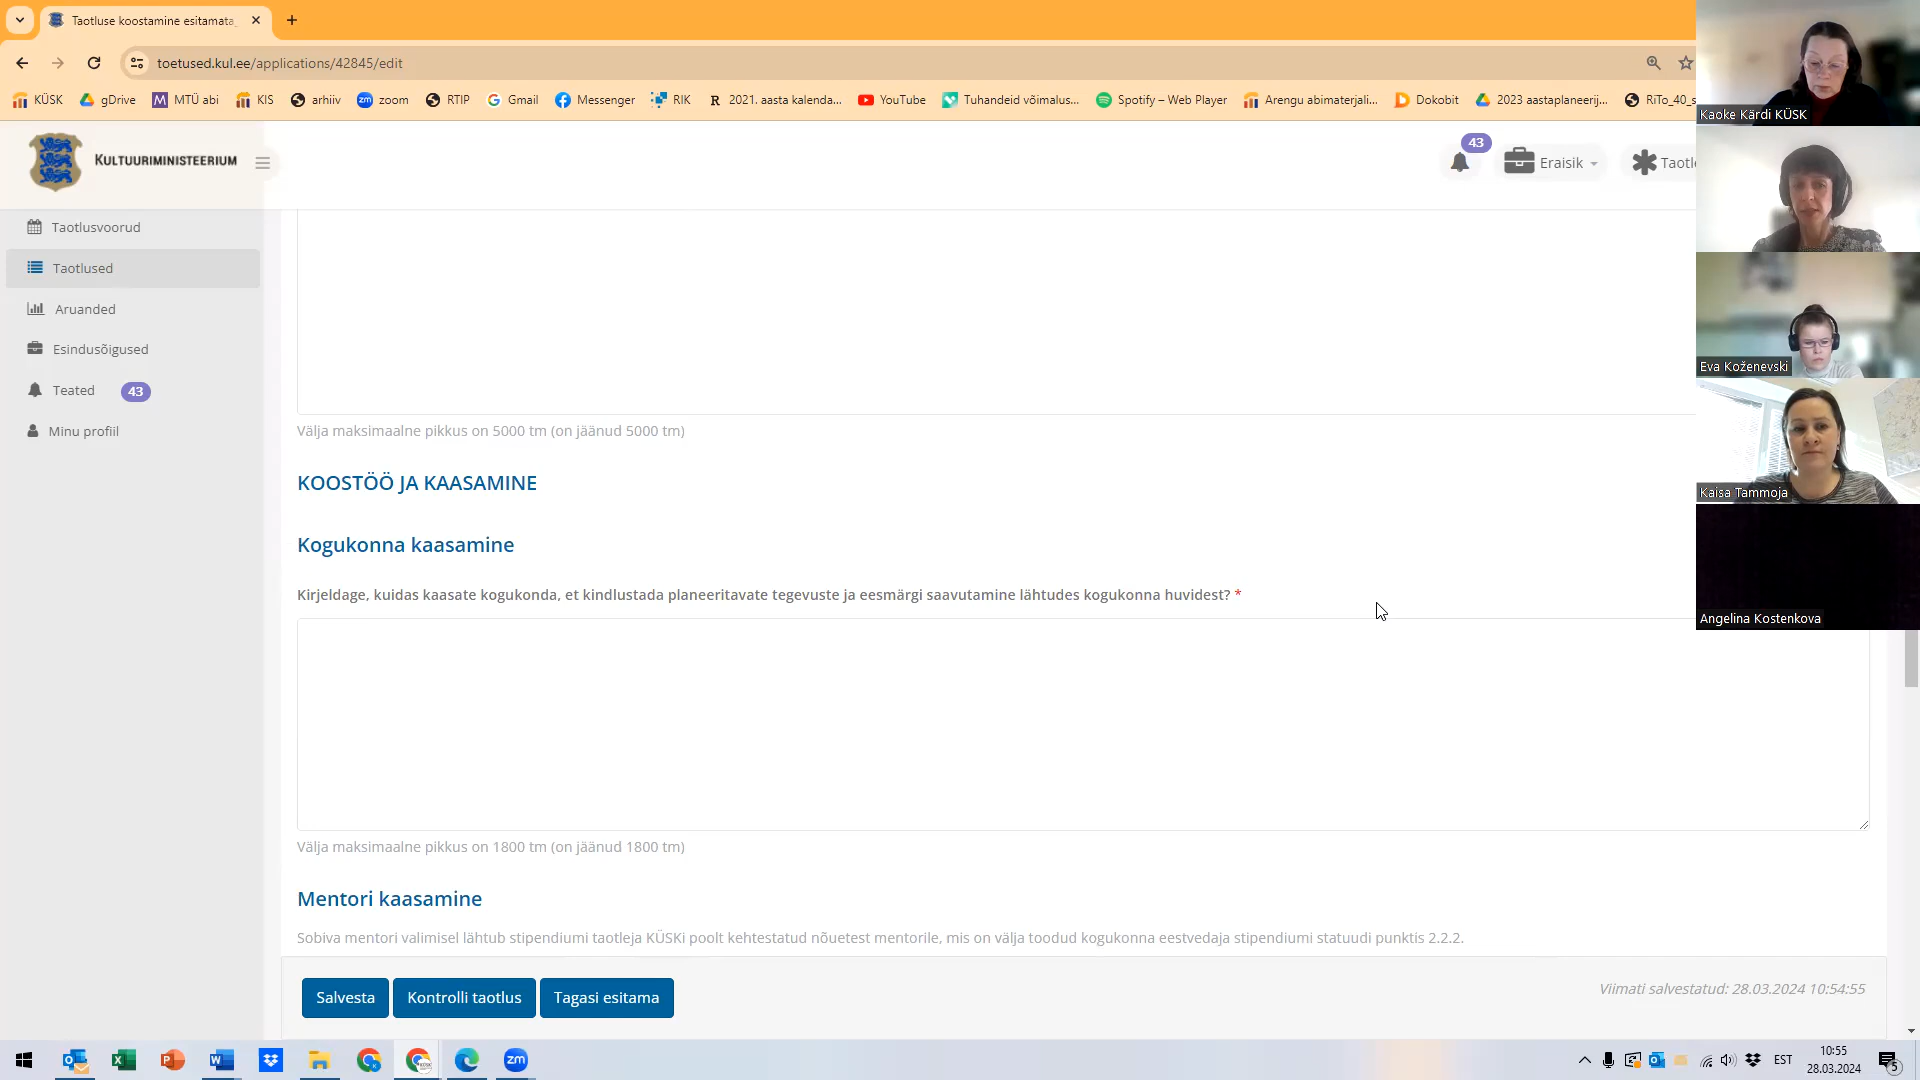 Taotluse koostamine esitamata
toetused.kul.ee/applications/42845/edit
KÜSK gDrive MTÜ abi KIS arhiiv zoom RTIP Gmail Messenger RIK 2021. aasta kalenda... YouTube Tuhandeid võimalus... Spotify – Web Player Arengu abimaterjali... Dokobit 2023 aastaplaneerij... RiTo_40_s
Kaoke Kärdi KÜSK
KULTUURIMINISTEERIUM
43
Eraisik
Taotl
Taotlusvoorud
Taotlused
Aruanded
Esindusõigused
Teated 43
Minu profiil
Eva Koženevski
Välja maksimaalne pikkus on 5000 tm (on jäänud 5000 tm)
KOOSTÖÖ JA KAASAMINE
Kaisa Tammoja
Kogukonna kaasamine
Kirjeldage, kuidas kaasate kogukonda, et kindlustada planeeritavate tegevuste ja eesmärgi saavutamine lähtudes kogukonna huvidest? *
Angelina Kostenkova
Välja maksimaalne pikkus on 1800 tm (on jäänud 1800 tm)
Mentori kaasamine
Sobiva mentori valimisel lähtub stipendiumi taotleja KÜSKi poolt kehtestatud nõuetest mentorile, mis on välja toodud kogukonna eestvedaja stipendiumi statuudi punktis 2.2.2.
Salvesta Kontrolli taotlus Tagasi esitama
Viimati salvestatud: 28.03.2024 10:54:55
EST
10:55
28.03.2024
5